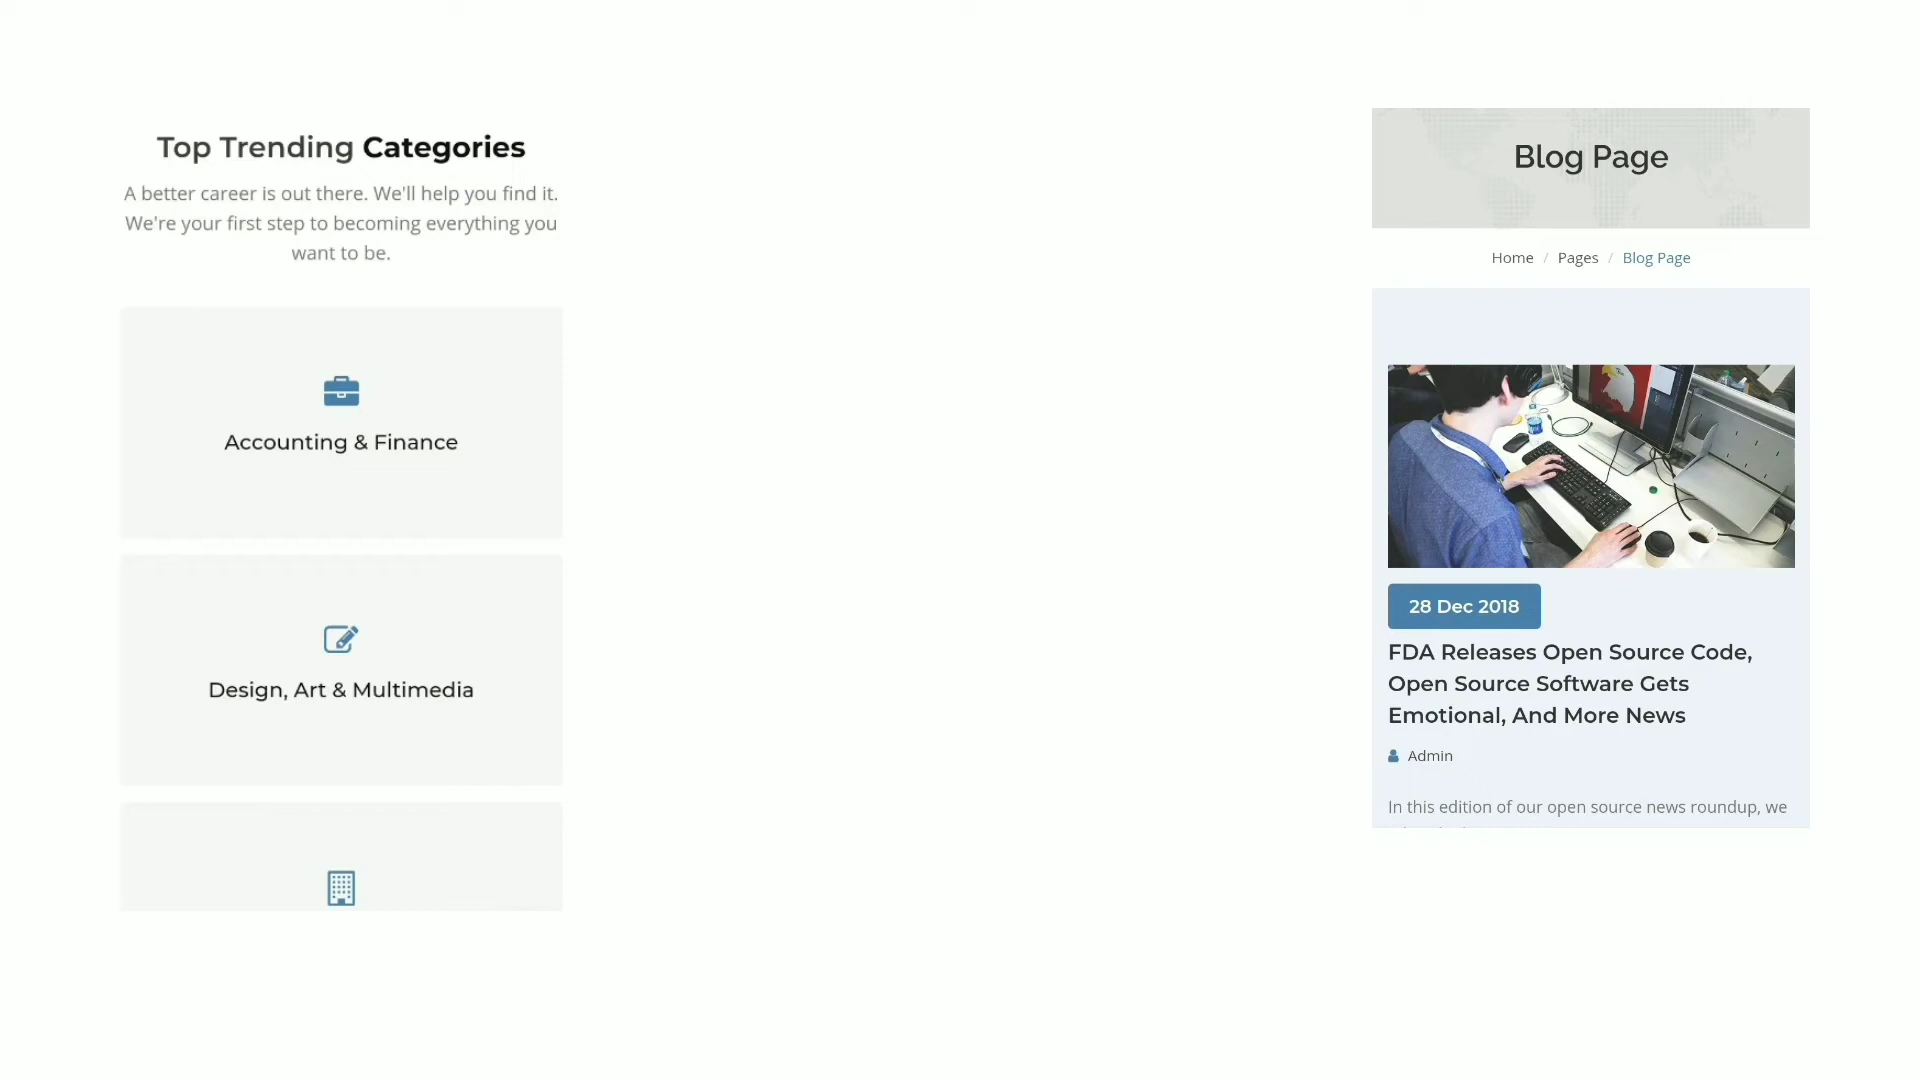 Top Trending Categories
A better career is out there. We'll help you find it.
We're your first step to becoming everything you
want to be.
Accounting & Finance
Design, Art & Multimedia
Blog Page
Home / Pages / Blog Page
28 Dec 2018
FDA Releases Open Source Code,
Open Source Software Gets
Emotional, And More News
Admin
In this edition of our open source news roundup, we